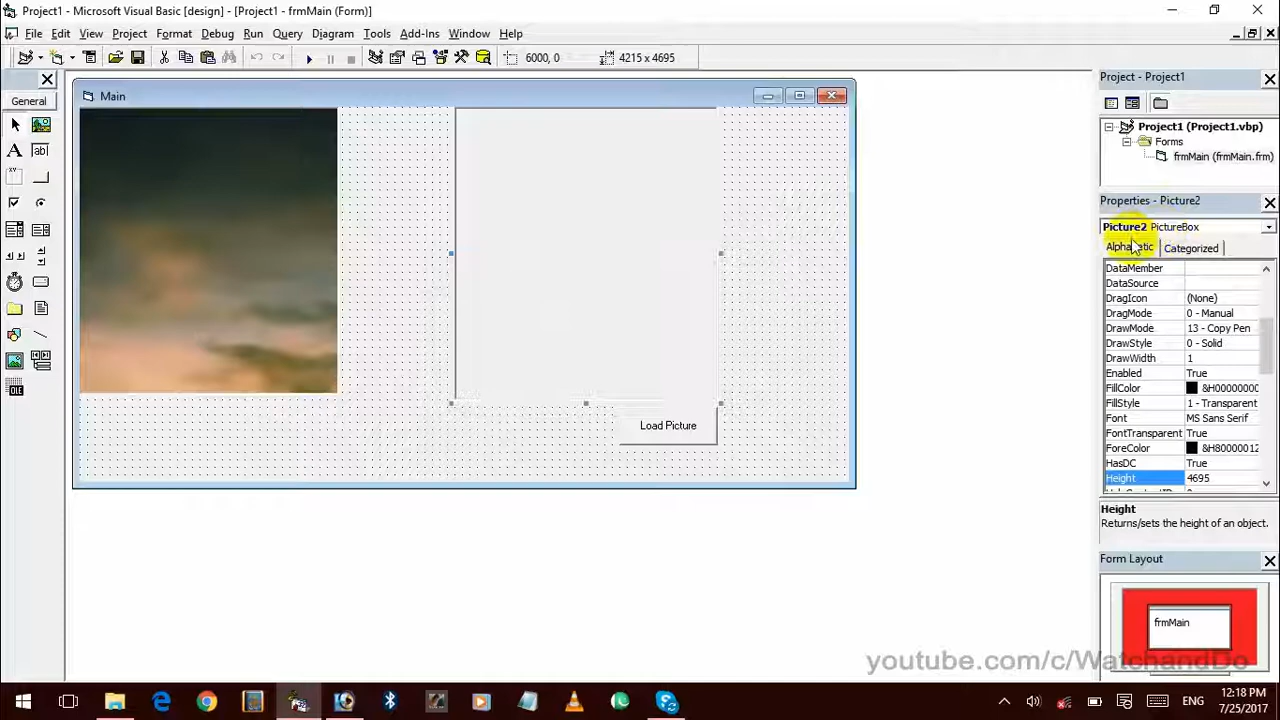 Project1 - Microsoft Visual Basic [design] - [Project1 - frmMain (Form)]
File Edit View Project Format Debug Run Query Diagram Tools Add-Ins Window Help
6000, 0 4215 x 4695
General
Main
Load Picture
Project - Project1
Project1 (Project1.vbp)
Forms
frmMain (frmMain.frm)
Properties - Picture2
Picture2 PictureBox
Alphabetic Categorized
DataMember
DataSource
DragIcon (None)
DragMode 0 - Manual
DrawMode 13 - Copy Pen
DrawStyle 0 - Solid
DrawWidth 1
Enabled True
FillColor &H0000000
FillStyle 1 - Transparent
Font MS Sans Serif
FontTransparent True
ForeColor &H80000012
HasDC True
Height 4695
Height
Returns/sets the height of an object.
Form Layout
frmMain
youtube.com/c/WatchandDo
ENG
12:18 PM
7/25/2017